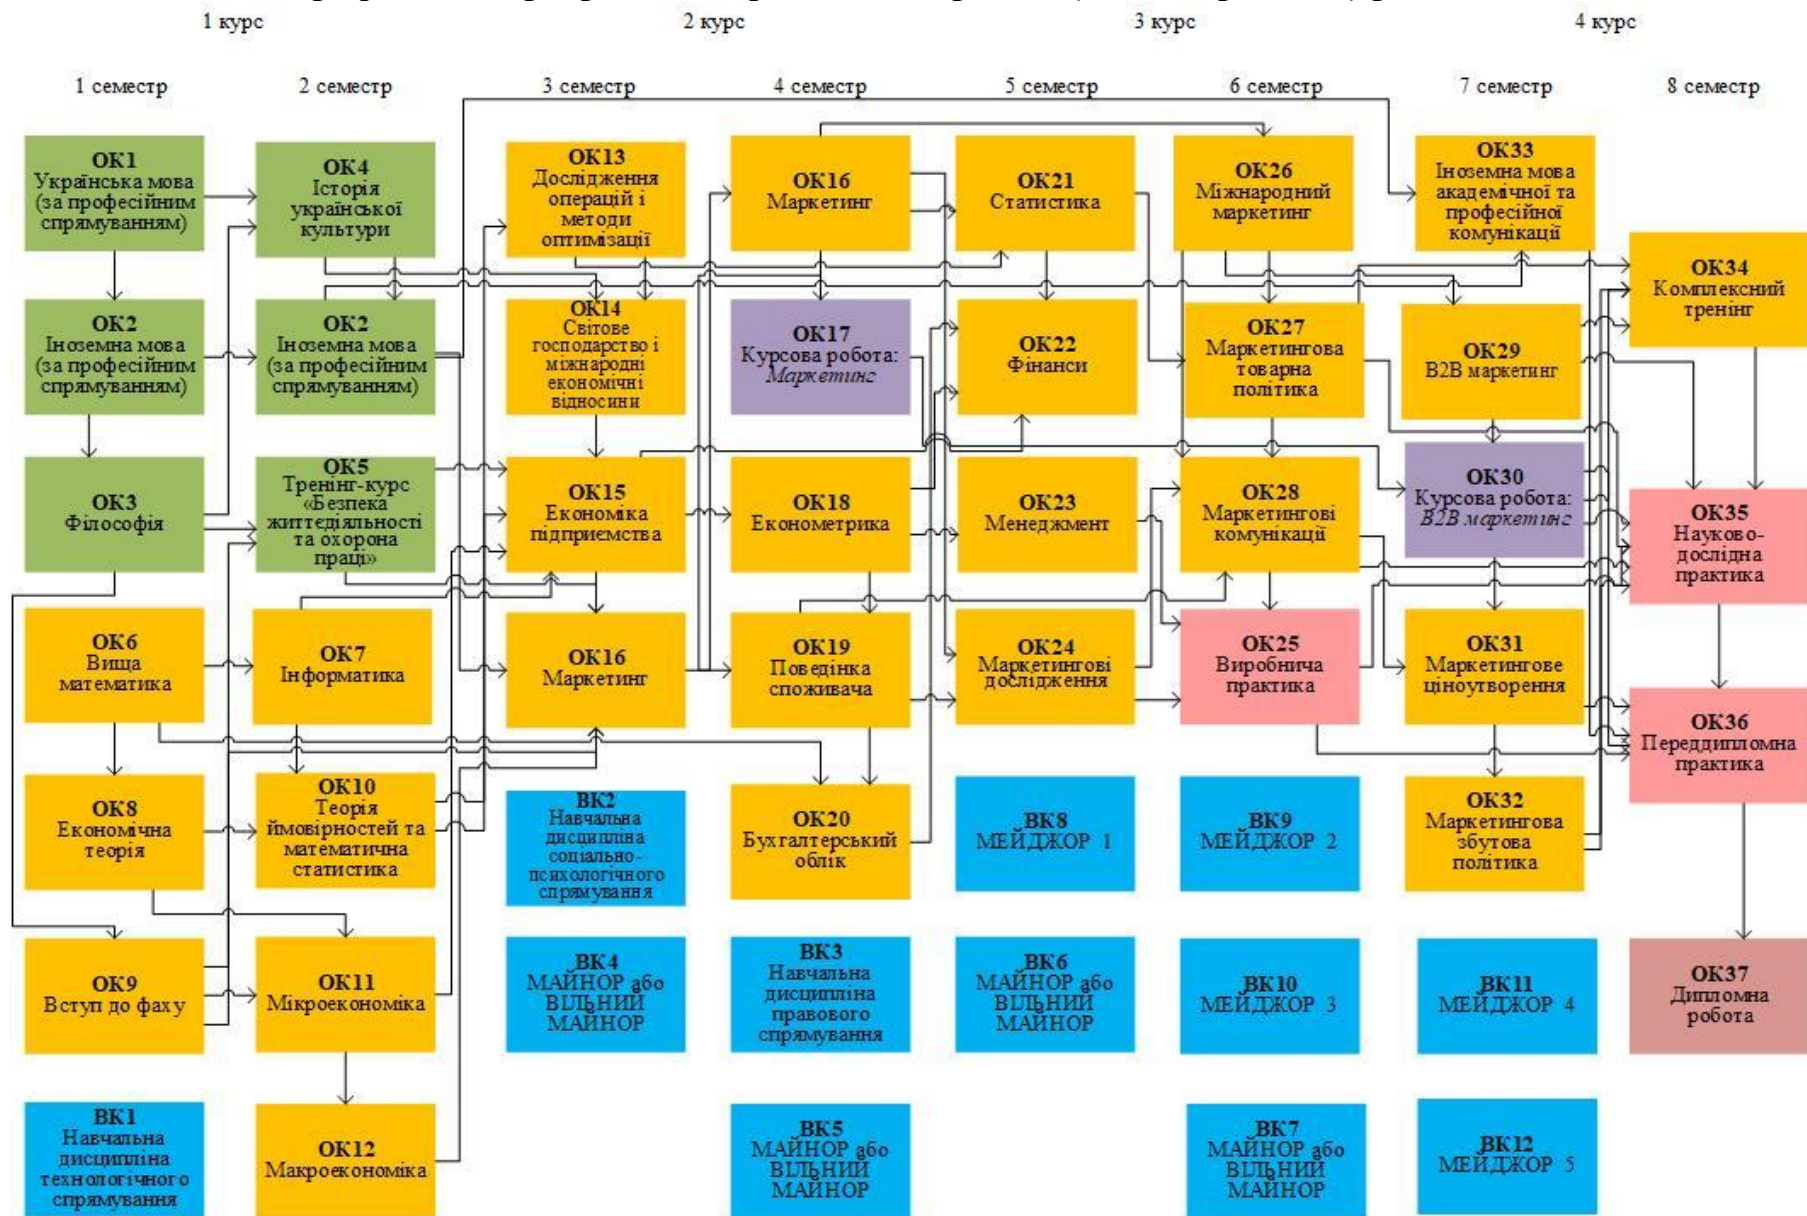 1 курс
2 курс
3 курс
4 курс
1 семестр
2 семестр
3 семестр
4 семестр
5 семестр
6 семестр
7 семестр
8 семестр
ОК1
Українська мова
(за професійним
спрямуванням)
ОК2
Іноземна мова
(за професійним
спрямуванням)
ОК3
Філософія
ОК6
Вища
математика
ОК8
Економічна
теорія
ОК9
Вступ до фаху
ВК1
Навчальна
дисципліна
технологічного
спрямування
ОК4
Історія
української
культури
ОК2
Іноземна мова
(за професійним
спрямуванням)
ОК5
Тренінг-курс
«Безпека
життєдіяльності
та охорона
праці»
ОК7
Інформатика
ОК10
Теорія
ймовірностей та
математична
статистика
ОК11
Мікроекономіка
ОК12
Макроекономіка
ОК13
Дослідження
операцій і
методи
оптимізації
ОК14
Світове
господарство і
міжнародні
економічні
відносини
ОК15
Економіка
підприємства
ОК16
Маркетинг
ВК2
Навчальна
дисципліна
соціально-
психологічного
спрямування
ВК4
МАЙНОР або
ВІЛЬНИЙ
МАЙНОР
ОК16
Маркетинг
ОК17
Курсова робота:
Маркетинг
ОК18
Економетрика
ОК19
Поведінка
споживача
ОК20
Бухгалтерський
облік
ВК3
Навчальна
дисципліна
правового
спрямування
ВК5
МАЙНОР або
ВІЛЬНИЙ
МАЙНОР
ОК21
Статистика
ОК22
Фінанси
ОК23
Менеджмент
ОК24
Маркетингові
дослідження
ВК8
МЕЙДЖОР 1
ВК6
МАЙНОР або
ВІЛЬНИЙ
МАЙНОР
ОК26
Міжнародний
маркетинг
ОК27
Маркетингова
товарна
політика
ОК28
Маркетингові
комунікації
ОК25
Виробнича
практика
ВК9
МЕЙДЖОР 2
ВК10
МЕЙДЖОР 3
ВК7
МАЙНОР або
ВІЛЬНИЙ
МАЙНОР
ОК33
Іноземна мова
академічної та
професійної
комунікації
ОК29
В2В маркетинг
ОК30
Курсова робота:
В2В маркетинг
ОК31
Маркетингове
ціноутворення
ОК32
Маркетингова
збутова
політика
ВК11
МЕЙДЖОР 4
ВК12
МЕЙДЖОР 5
ОК34
Комплексний
тренінг
ОК35
Науково-
дослідна
практика
ОК36
Переддипломна
практика
ОК37
Дипломна
робота